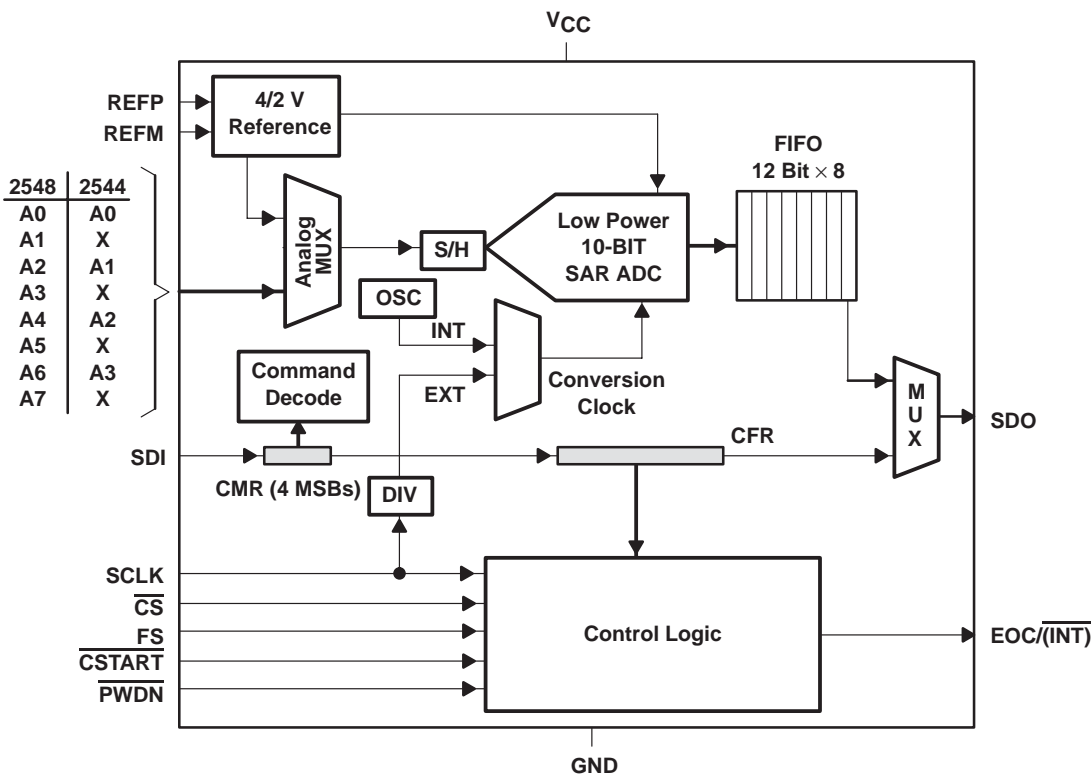 VCC
REFP
REFM
4/2 V
Reference
FIFO
12 Bit × 8
2548 2544
A0 A0
A1 X
A2 A1
A3 X
A4 A2
A5 X
A6 A3
A7 X
Analog
MUX
S/H
Low Power
10-BIT
SAR ADC
OSC
INT
EXT
Conversion
Clock
Command
Decode
MUX
SDO
SDI
CMR (4 MSBs)
CFR
DIV
SCLK
CS
FS
CSTART
PWDN
Control Logic
EOC/(INT)
GND